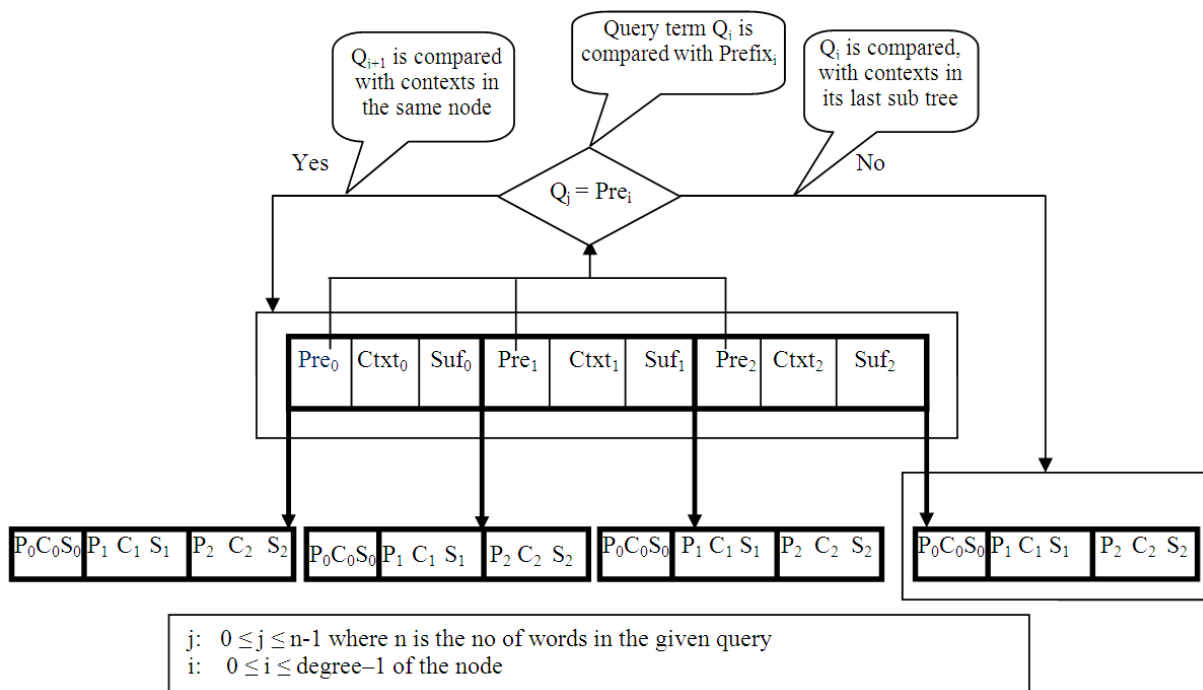 Q_{i+1} is compared
with contexts in
the same node
Query term Q_i is
compared with Prefix_i
Q_i is compared,
with contexts in
its last sub tree
Yes
No
Q_j = Pre_i
Pre_0 Ctxt_0 Suf_0 Pre_1 Ctxt_1 Suf_1 Pre_2 Ctxt_2 Suf_2
P_0C_0S_0 P_1 C_1 S_1 P_2 C_2 S_2
P_0C_0S_0 P_1 C_1 S_1 P_2 C_2 S_2
P_0C_0S_0 P_1 C_1 S_1 P_2 C_2 S_2
P_0C_0S_0 P_1 C_1 S_1 P_2 C_2 S_2
j: 0 ≤ j ≤ n-1 where n is the no of words in the given query
i: 0 ≤ i ≤ degree–1 of the node